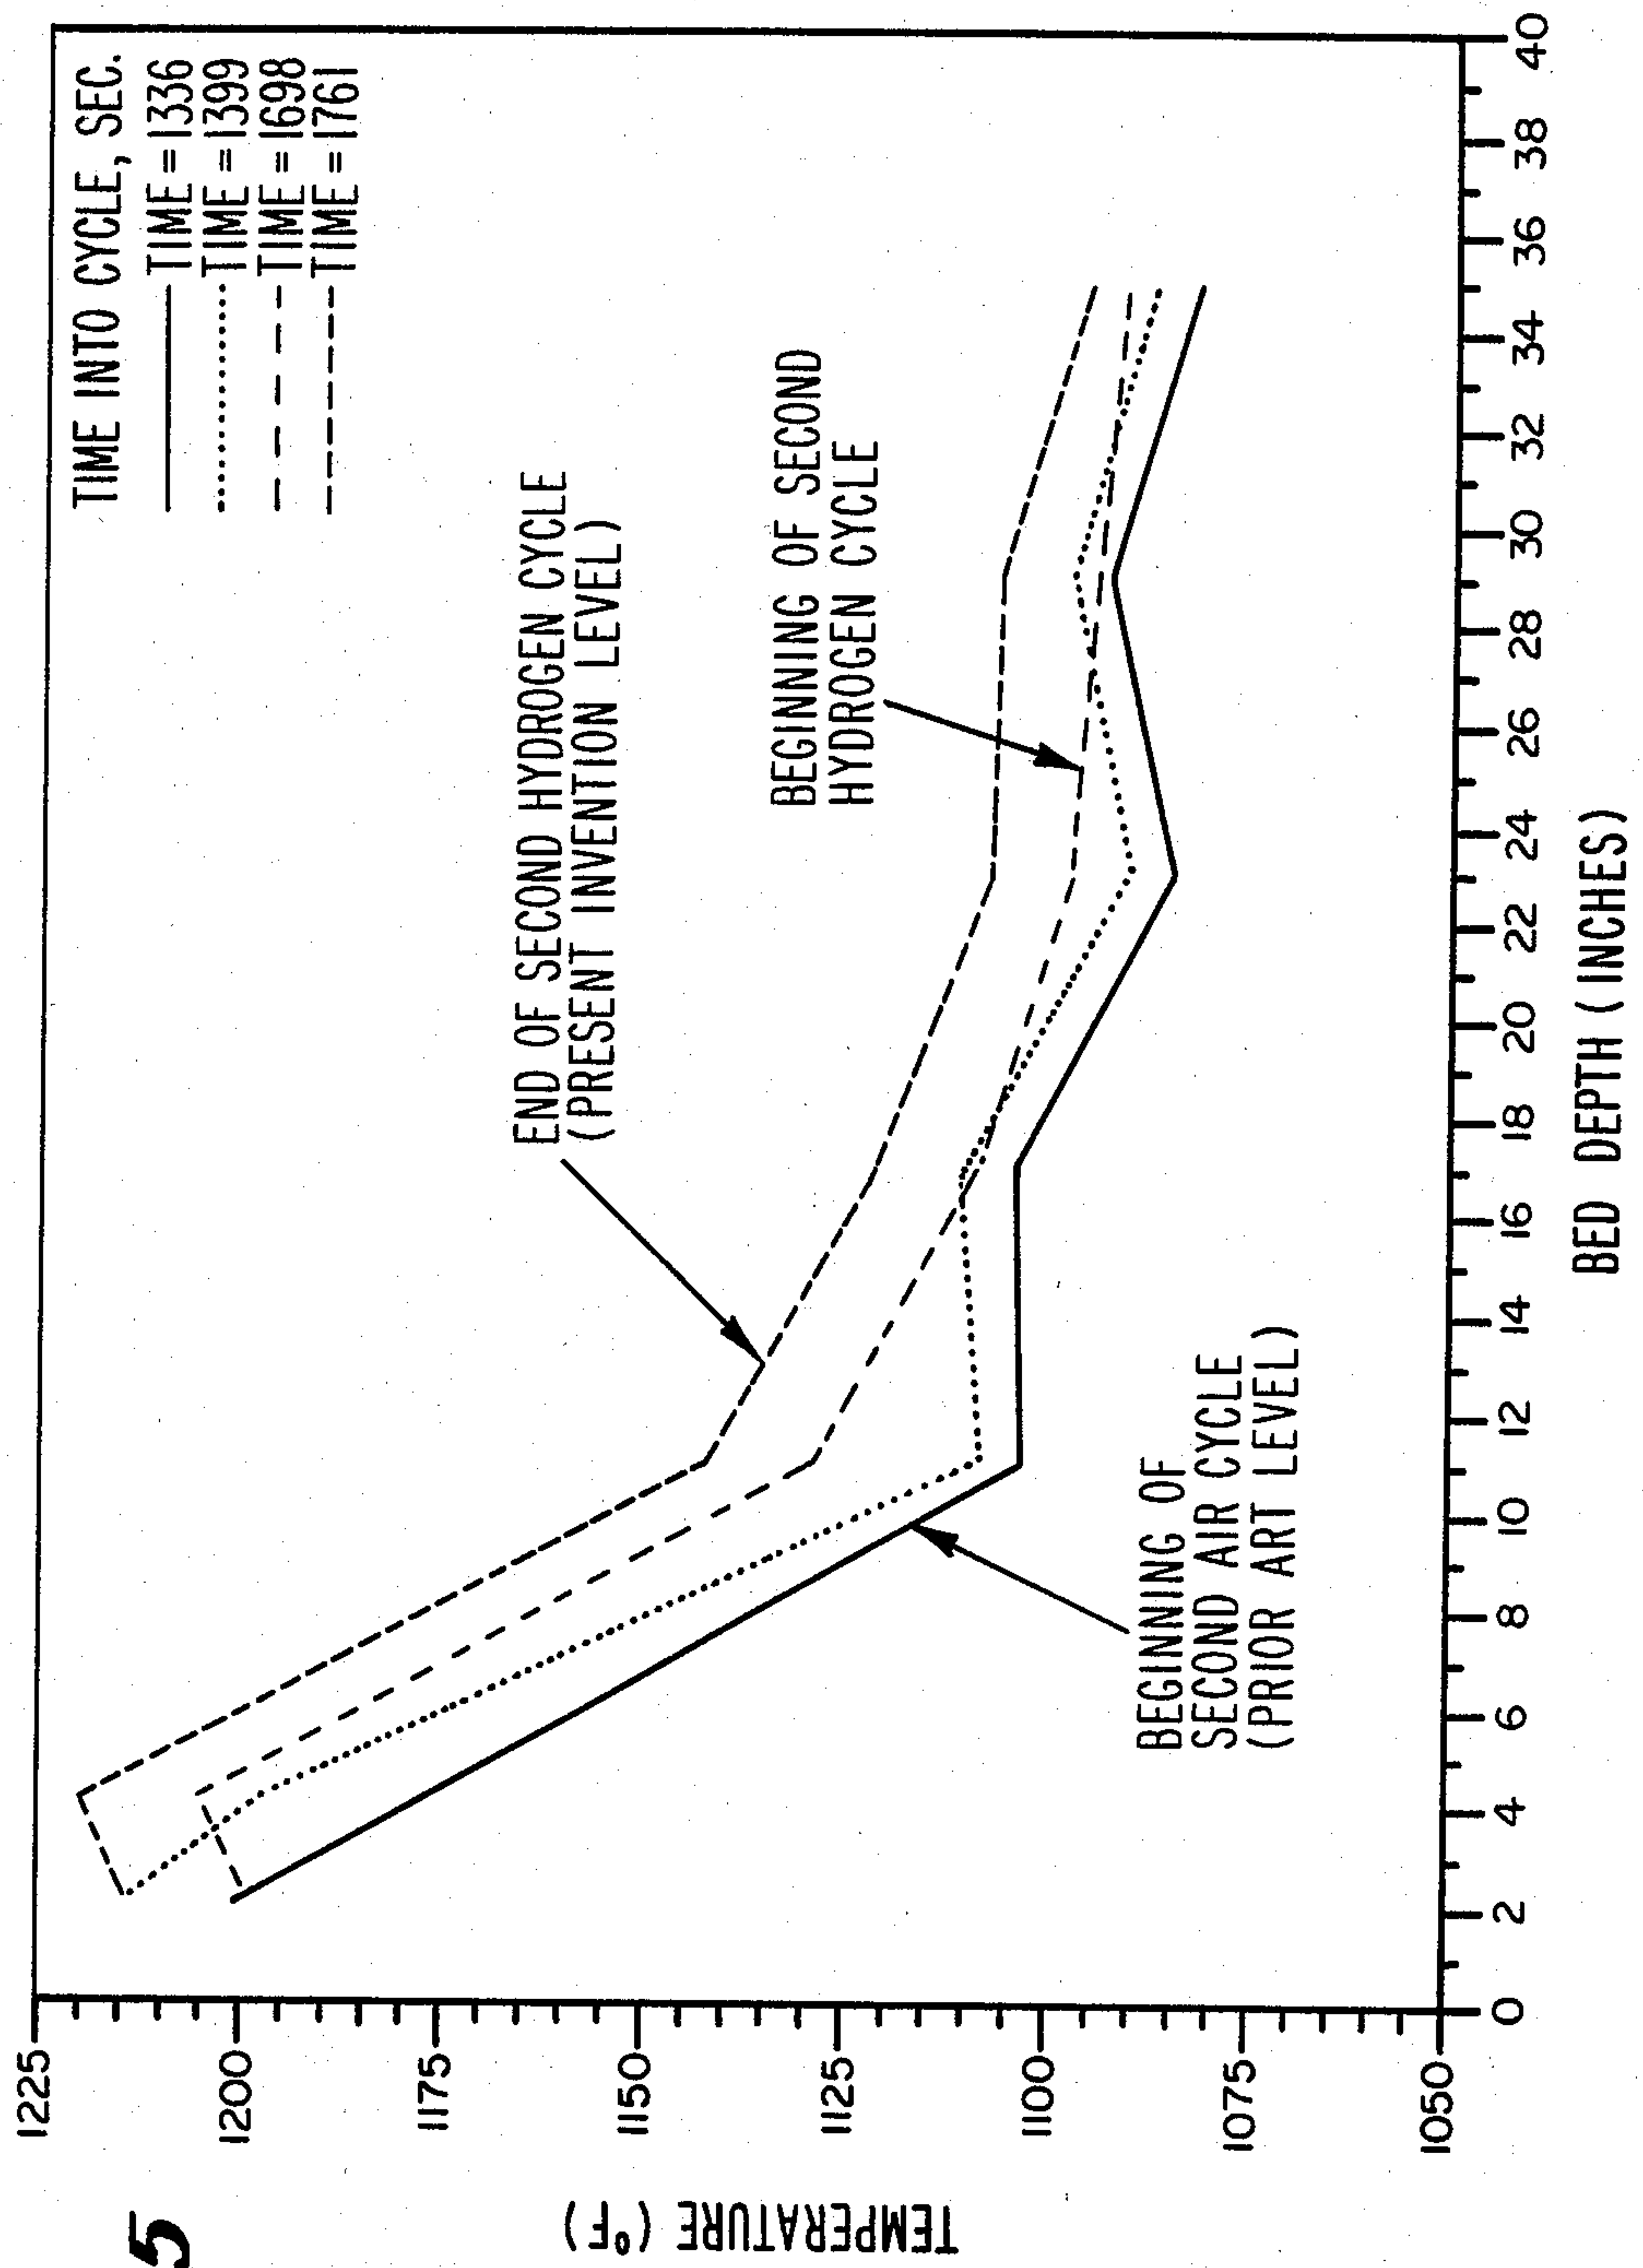 5
TIME INTO CYCLE, SEC.
TIME = 1336
TIME = 1399
TIME = 1698
TIME = 1761
END OF SECOND HYDROGEN CYCLE
(PRESENT INVENTION LEVEL)
BEGINNING OF SECOND
HYDROGEN CYCLE
BEGINNING OF
SECOND AIR CYCLE
(PRIOR ART LEVEL)
TEMPERATURE (°F)
1225
1200
1175
1150
1125
1100
1075
1050
0 2 4 6 8 10 12 14 16 18 20 22 24 26 28 30 32 34 36 38 40
BED DEPTH (INCHES)